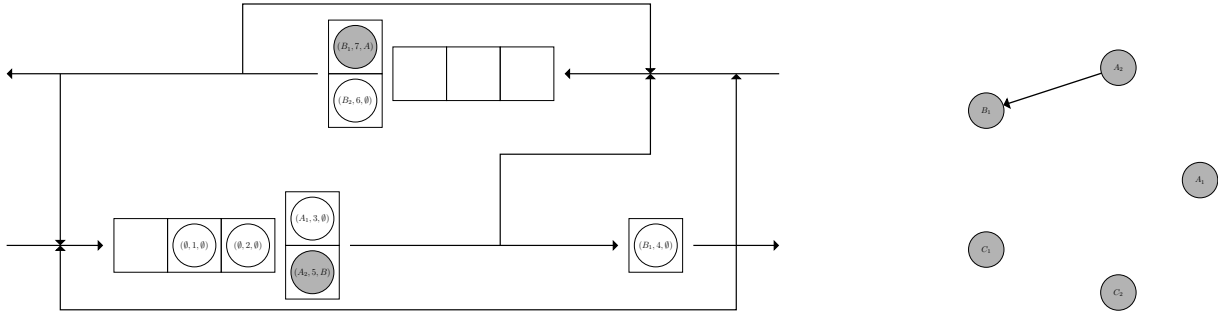 (B₁, 7, A)
(B₂, 6, ∅)
(∅, 1, ∅)
(∅, 2, ∅)
(A₁, 3, ∅)
(A₂, 5, B)
(B₁, 4, ∅)
A₂
B₁
A₁
C₁
C₂